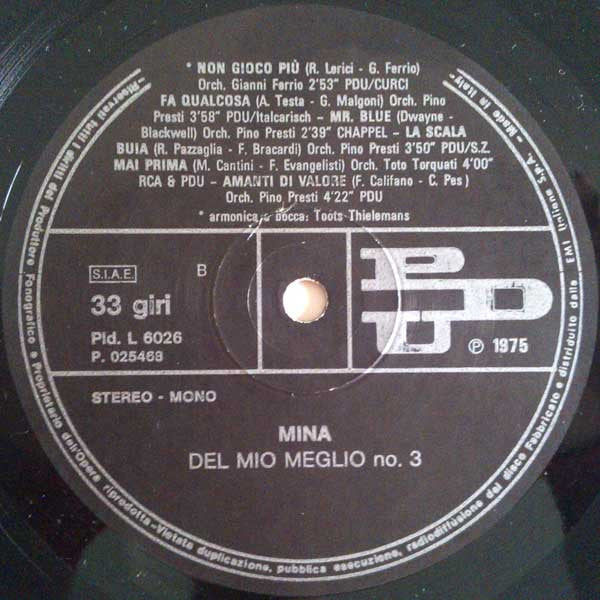 * NON GIOCO PIÙ (R. Lerici - G. Ferrio)
Orch. Gianni Ferrio 2'53" PDU/CURCI
FA QUALCOSA (A. Testa - G. Malgoni) Orch. Pino
Presti 3'58" PDU/Italcarisch - MR. BLUE (Dwayne -
Blackwell) Orch. Pino Presti 2'39" CHAPPEL - LA SCALA
BUIA (R. Pazzaglia - F. Bracardi) Orch. Pino Presti 3'50" PDU/S.Z.
MAI PRIMA (M. Cantini - F. Evangelisti) Orch. Toto Torquati 4'00"
RCA & PDU - AMANTI DI VALORE (F. Califano - C. Pes)
Orch. Pino Presti 4'22" PDU
* armonica a bocca: Toots Thielemans
S.I.A.E.
B
33 giri
Pld. L 6026
P. 025469
PDU
℗ 1975
STEREO - MONO
MINA
DEL MIO MEGLIO no. 3
-Riservati tutti i diritti del Produttore Fonografico e Proprietario dell'Opera riprodotta-Vietata duplicazione, pubblica esecuzione, radiodiffusione del disco Fabbricato e distribuito dalla EMI Italiana S.p.A. - Made in Italy-